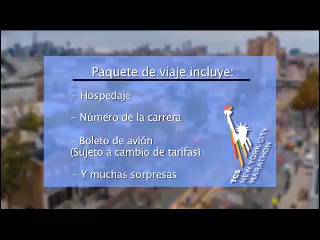 Paquete de viaje incluye:
- Hospedaje
- Número de la carrera
- Boleto de avión
(Sujeto a cambio de tarifas)
- Y muchas sorpresas
TCS
NEW YORK CITY
MARATHON